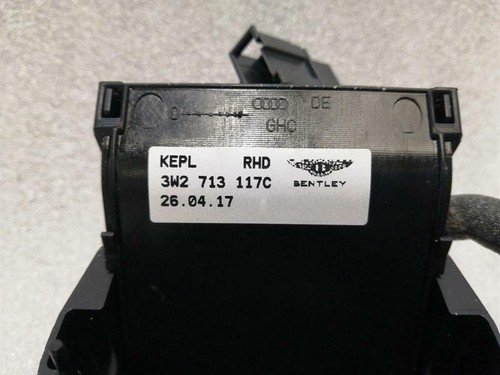 DE
GHC
KEPL RHD
3W2 713 117C
BENTLEY
26.04.17